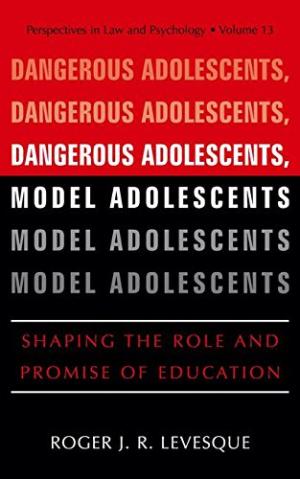 Perspectives in Law and Psychology • Volume 13
DANGEROUS ADOLESCENTS,
DANGEROUS ADOLESCENTS,
DANGEROUS ADOLESCENTS,
MODEL ADOLESCENTS
MODEL ADOLESCENTS
MODEL ADOLESCENTS
SHAPING THE ROLE AND
PROMISE OF EDUCATION
ROGER J. R. LEVESQUE